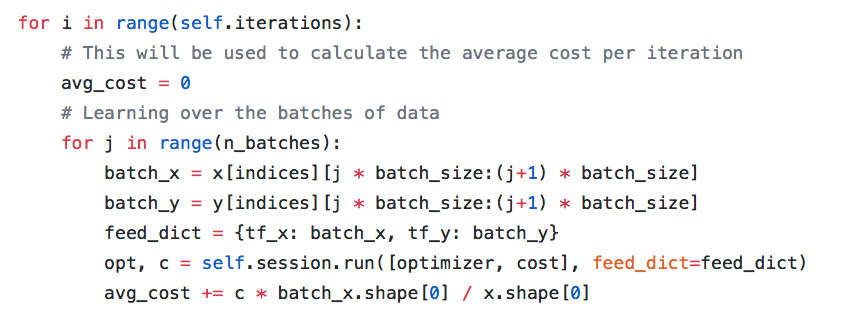 for i in range(self.iterations):
    # This will be used to calculate the average cost per iteration
    avg_cost = 0
    # Learning over the batches of data
    for j in range(n_batches):
        batch_x = x[indices][j * batch_size:(j+1) * batch_size]
        batch_y = y[indices][j * batch_size:(j+1) * batch_size]
        feed_dict = {tf_x: batch_x, tf_y: batch_y}
        opt, c = self.session.run([optimizer, cost], feed_dict=feed_dict)
        avg_cost += c * batch_x.shape[0] / x.shape[0]